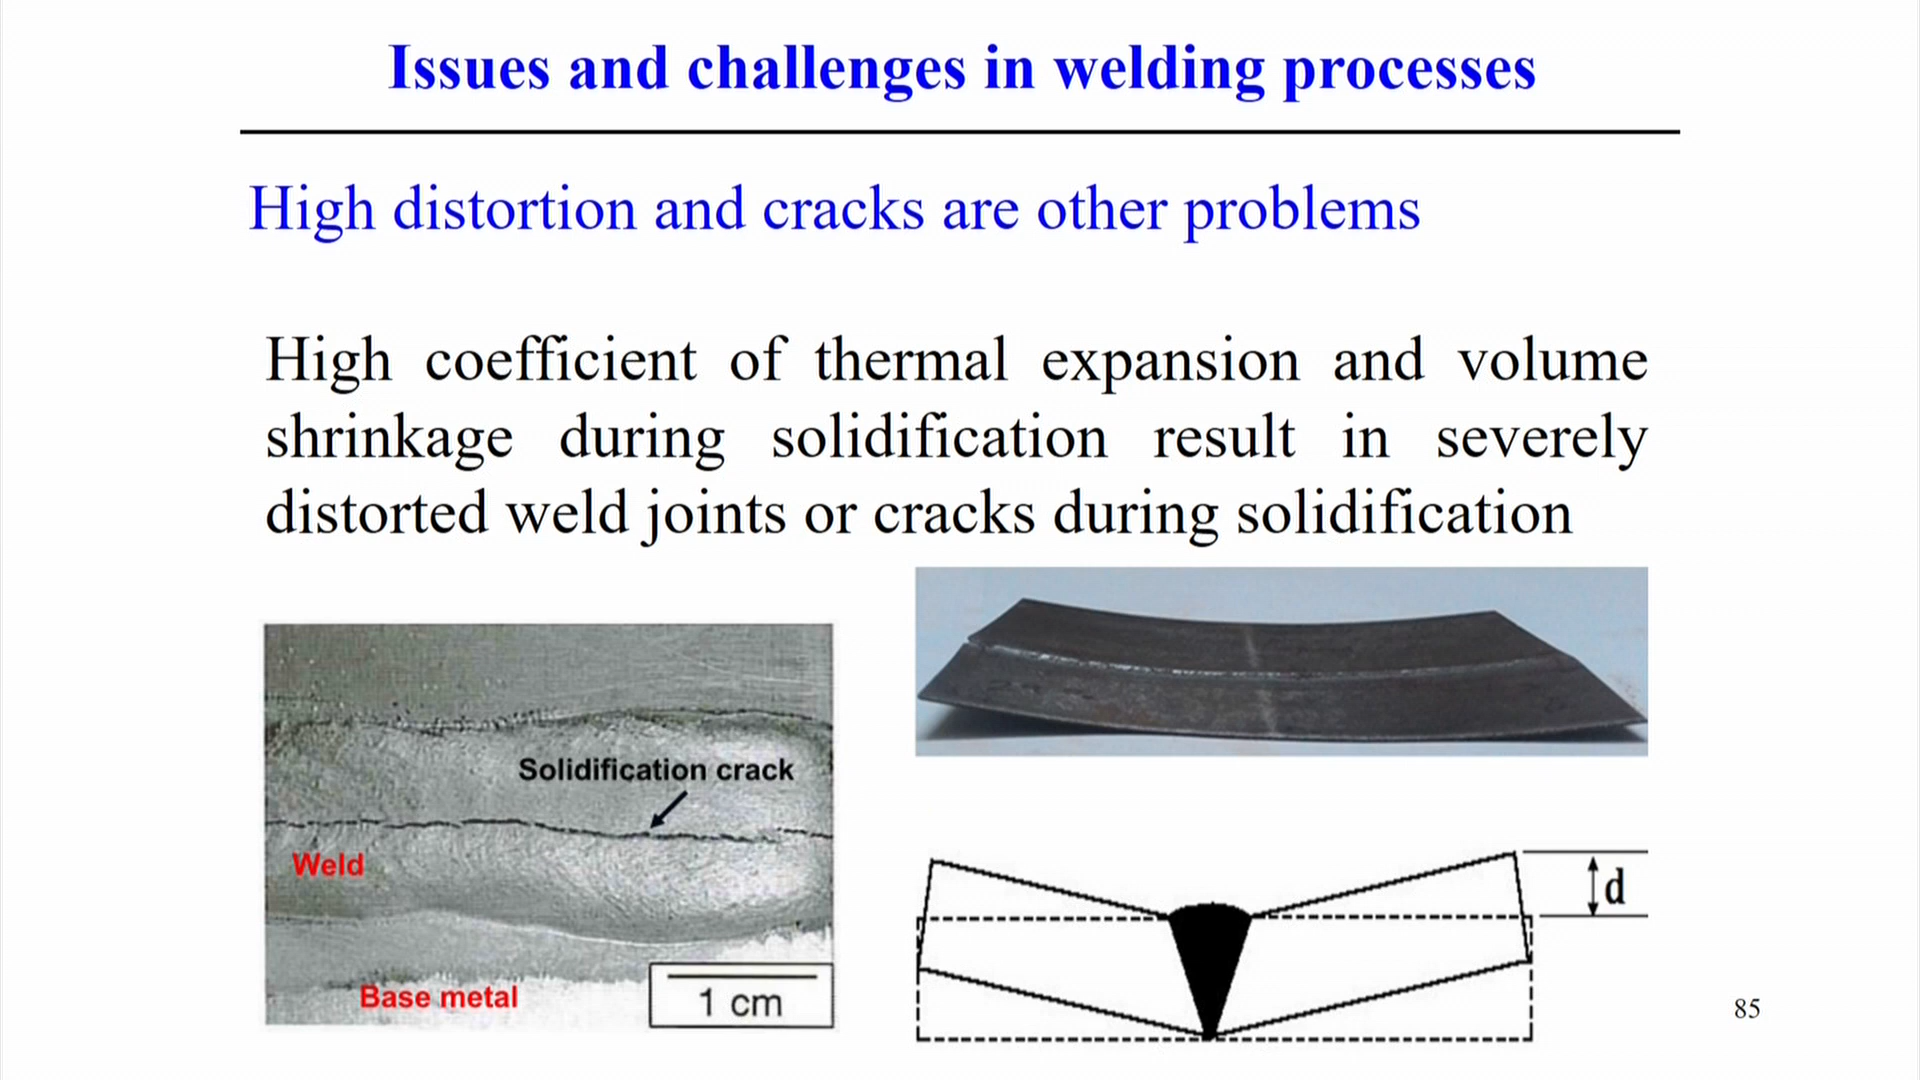 Issues and challenges in welding processes
High distortion and cracks are other problems
High coefficient of thermal expansion and volume
shrinkage during solidification result in severely
distorted weld joints or cracks during solidification
Solidification crack
Weld
Base metal
1 cm
d
85